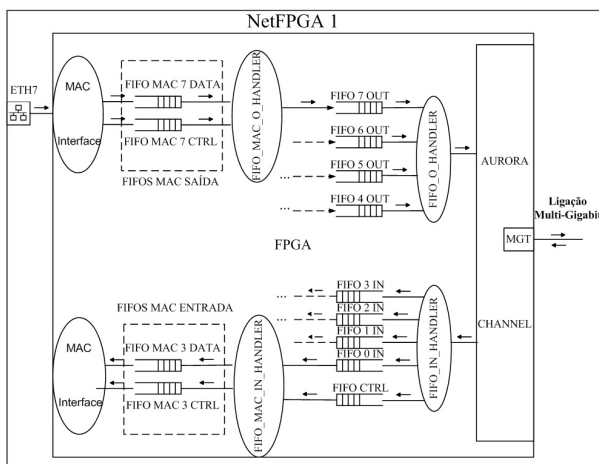 NetFPGA 1
ETH7
MAC
Interface
FIFO MAC 7 DATA
FIFO MAC 7 CTRL
FIFOS MAC SAÍDA
FIFO_MAC_O_HANDLER
FIFO 7 OUT
FIFO 6 OUT
...
FIFO 5 OUT
...
FIFO 4 OUT
...
FIFO_O_HANDLER
AURORA
Ligação
Multi-Gigabit
MGT
FPGA
CHANNEL
FIFOS MAC ENTRADA
MAC
Interface
FIFO MAC 3 DATA
FIFO MAC 3 CTRL
FIFO_MAC_IN_HANDLER
...
FIFO 3 IN
...
FIFO 2 IN
...
FIFO 1 IN
FIFO 0 IN
FIFO CTRL
FIFO_IN_HANDLER